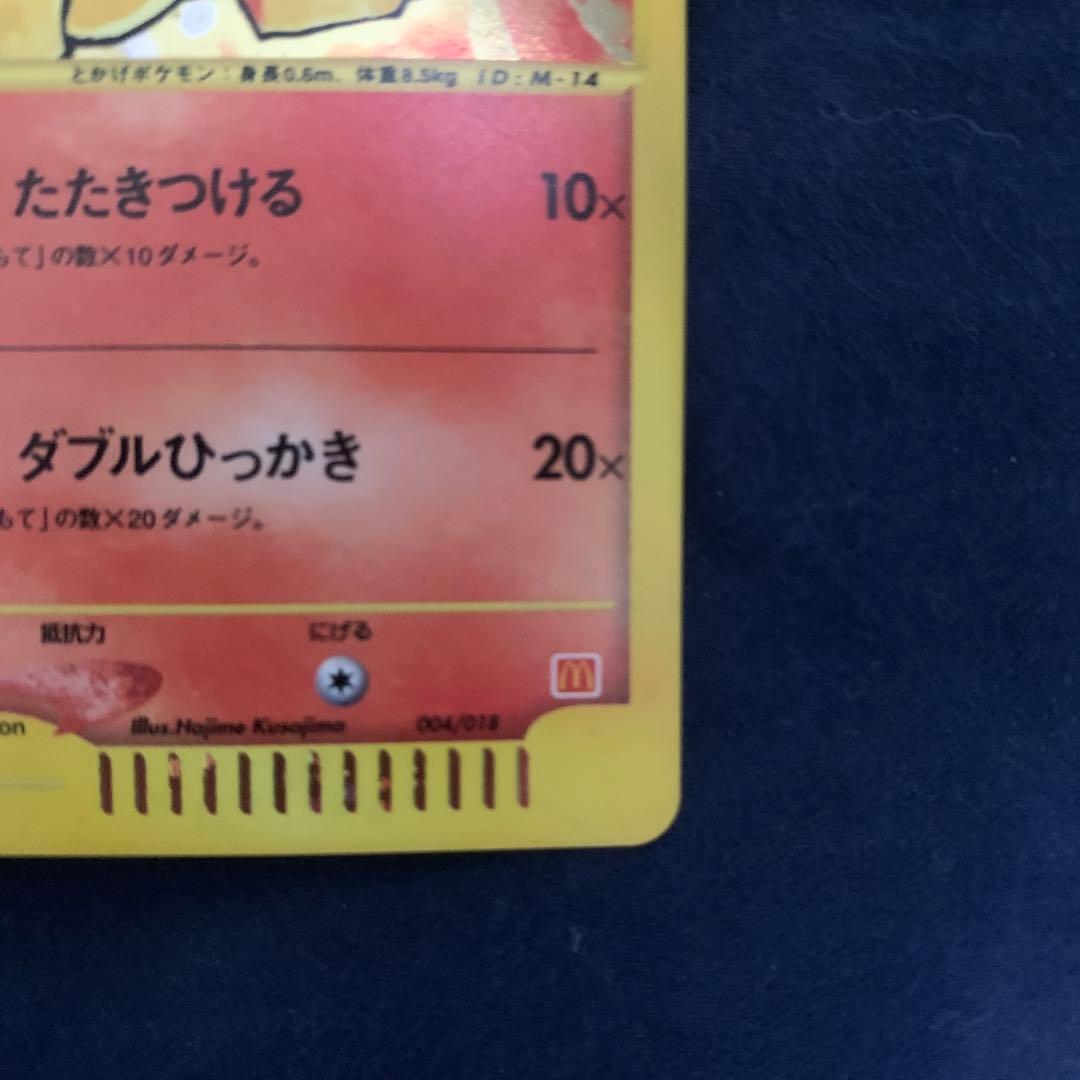 とかげポケモン：身長0.6m、体重8.5kg ID:M-14
たたきつける 10×
もて」の数×10ダメージ。
ダブルひっかき 20×
もて」の数×20ダメージ。
抵抗力 にげる
on Illus.Hajime Kusajima 004/018